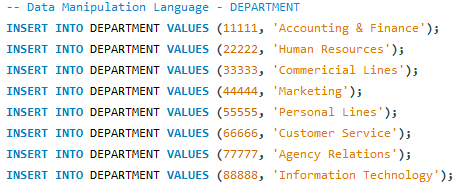 -- Data Manipulation Language - DEPARTMENT
INSERT INTO DEPARTMENT VALUES (11111, 'Accounting & Finance');
INSERT INTO DEPARTMENT VALUES (22222, 'Human Resources');
INSERT INTO DEPARTMENT VALUES (33333, 'Commericial Lines');
INSERT INTO DEPARTMENT VALUES (44444, 'Marketing');
INSERT INTO DEPARTMENT VALUES (55555, 'Personal Lines');
INSERT INTO DEPARTMENT VALUES (66666, 'Customer Service');
INSERT INTO DEPARTMENT VALUES (77777, 'Agency Relations');
INSERT INTO DEPARTMENT VALUES (88888, 'Information Technology');